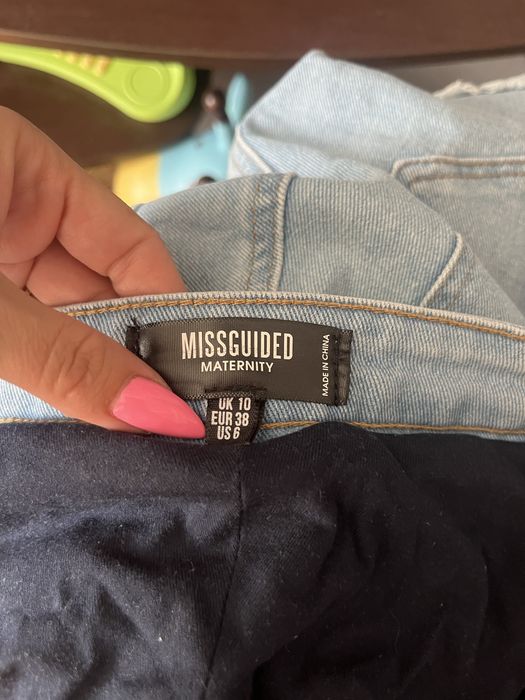 MISSGUIDED
MATERNITY
MADE IN CHINA
UK 10
EUR 38
US 6